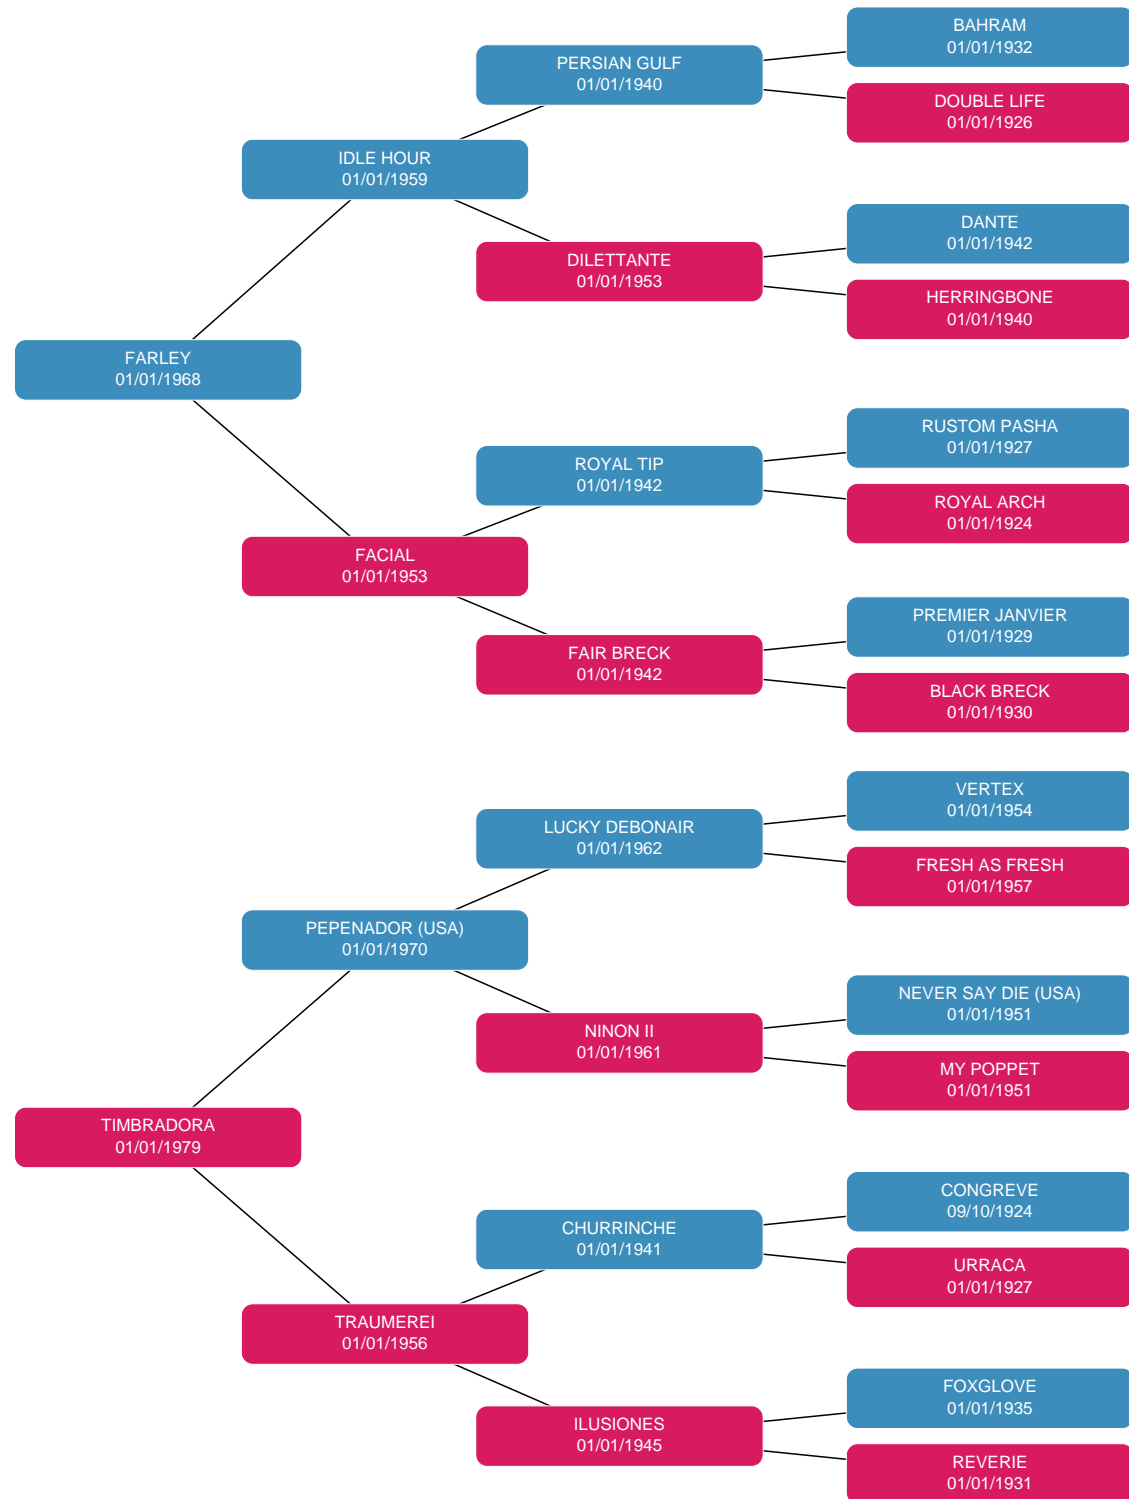 BAHRAM
01/01/1932
PERSIAN GULF
01/01/1940
DOUBLE LIFE
01/01/1926
IDLE HOUR
01/01/1959
DANTE
01/01/1942
DILETTANTE
01/01/1953
HERRINGBONE
01/01/1940
FARLEY
01/01/1968
RUSTOM PASHA
01/01/1927
ROYAL TIP
01/01/1942
ROYAL ARCH
01/01/1924
FACIAL
01/01/1953
PREMIER JANVIER
01/01/1929
FAIR BRECK
01/01/1942
BLACK BRECK
01/01/1930
VERTEX
01/01/1954
LUCKY DEBONAIR
01/01/1962
FRESH AS FRESH
01/01/1957
PEPENADOR (USA)
01/01/1970
NEVER SAY DIE (USA)
01/01/1951
NINON II
01/01/1961
MY POPPET
01/01/1951
TIMBRADORA
01/01/1979
CONGREVE
09/10/1924
CHURRINCHE
01/01/1941
URRACA
01/01/1927
TRAUMEREI
01/01/1956
FOXGLOVE
01/01/1935
ILUSIONES
01/01/1945
REVERIE
01/01/1931